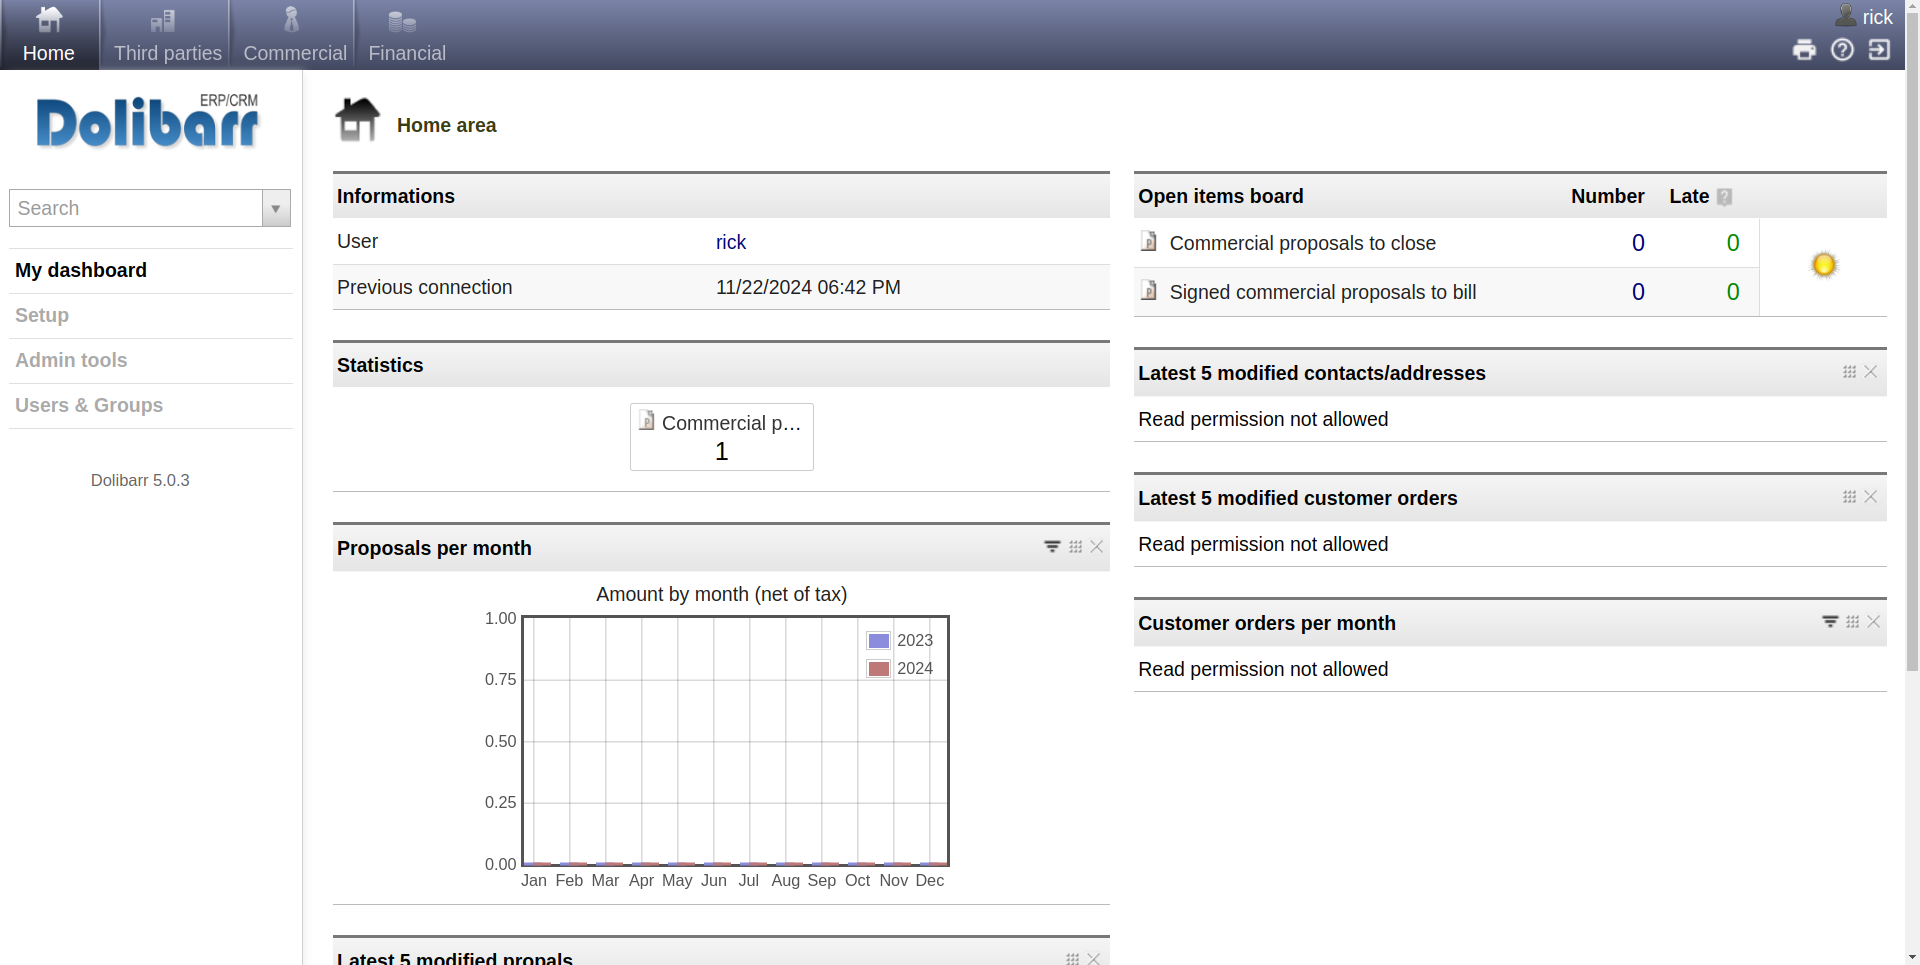 Home
Third parties
Commercial
Financial
rick
Dolibarr ERP/CRM
Search
My dashboard
Setup
Admin tools
Users & Groups
Dolibarr 5.0.3
Home area
Informations
User rick
Previous connection 11/22/2024 06:42 PM
Statistics
Commercial p...
1
Proposals per month
Amount by month (net of tax)
1.00
0.75
0.50
0.25
0.00
2023
2024
Jan Feb Mar Apr May Jun Jul Aug Sep Oct Nov Dec
Latest 5 modified propals
Open items board Number Late ?
Commercial proposals to close 0 0
Signed commercial proposals to bill 0 0
Latest 5 modified contacts/addresses
Read permission not allowed
Latest 5 modified customer orders
Read permission not allowed
Customer orders per month
Read permission not allowed